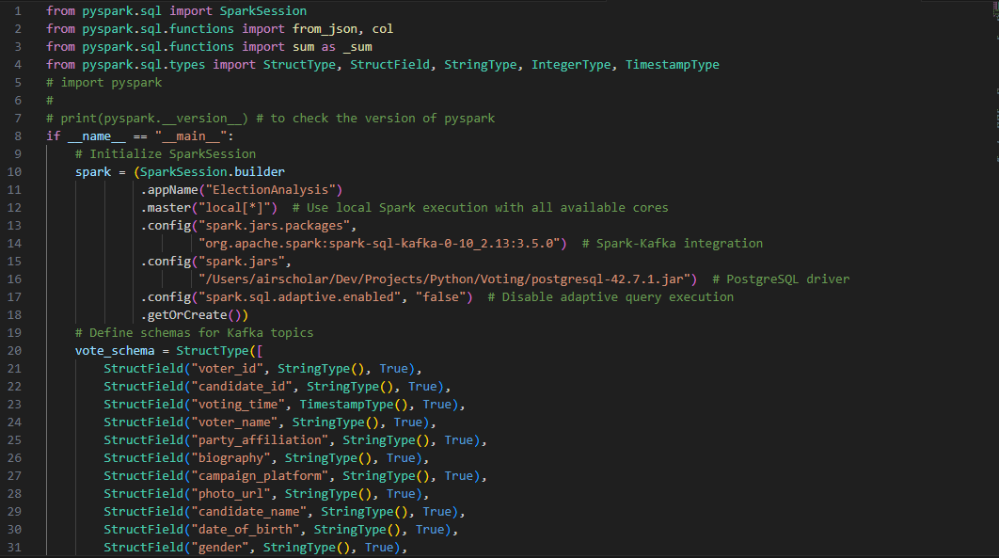 1 from pyspark.sql import SparkSession
2 from pyspark.sql.functions import from_json, col
3 from pyspark.sql.functions import sum as _sum
4 from pyspark.sql.types import StructType, StructField, StringType, IntegerType, TimestampType
5 # import pyspark
6 #
7 # print(pyspark.__version__) # to check the version of pyspark
8 if __name__ == "__main__":
9     # Initialize SparkSession
10     spark = (SparkSession.builder
11              .appName("ElectionAnalysis")
12              .master("local[*]")  # Use local Spark execution with all available cores
13              .config("spark.jars.packages",
14                      "org.apache.spark:spark-sql-kafka-0-10_2.13:3.5.0")  # Spark-Kafka integration
15              .config("spark.jars",
16                      "/Users/airscholar/Dev/Projects/Python/Voting/postgresql-42.7.1.jar")  # PostgreSQL driver
17              .config("spark.sql.adaptive.enabled", "false")  # Disable adaptive query execution
18              .getOrCreate())
19     # Define schemas for Kafka topics
20     vote_schema = StructType([
21         StructField("voter_id", StringType(), True),
22         StructField("candidate_id", StringType(), True),
23         StructField("voting_time", TimestampType(), True),
24         StructField("voter_name", StringType(), True),
25         StructField("party_affiliation", StringType(), True),
26         StructField("biography", StringType(), True),
27         StructField("campaign_platform", StringType(), True),
28         StructField("photo_url", StringType(), True),
29         StructField("candidate_name", StringType(), True),
30         StructField("date_of_birth", StringType(), True),
31         StructField("gender", StringType(), True),